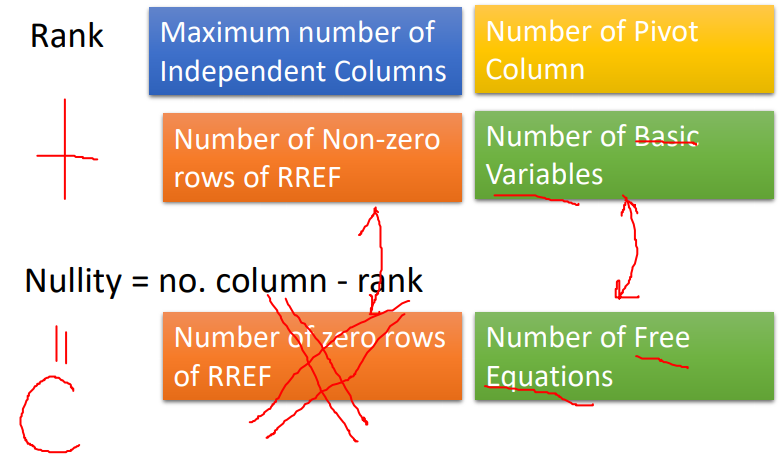 Rank
Maximum number of
Independent Columns
Number of Pivot
Column
+
Number of Non-zero
rows of RREF
Number of Basic
Variables
Nullity = no. column - rank
=
Number of zero rows
of RREF
Number of Free
Equations
C